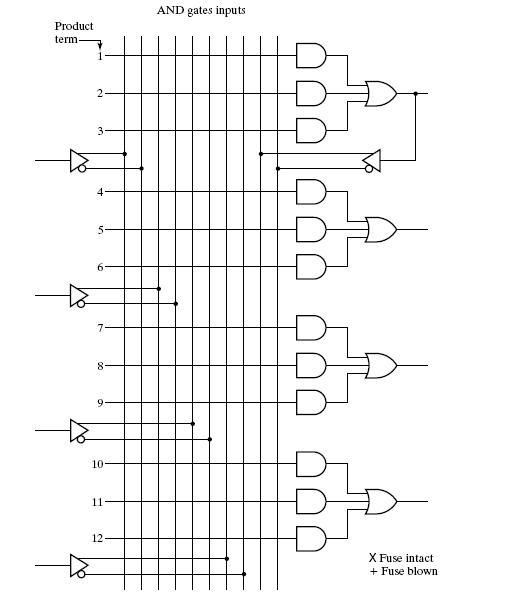 AND gates inputs
Product
term
1
2
3
4
5
6
7
8
9
10
11
12
X Fuse intact
+ Fuse blown